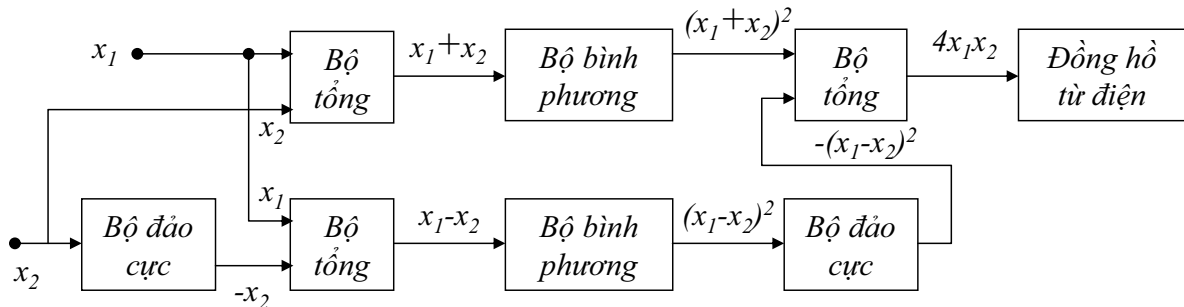 x₁
Bộ
tổng
x₁+x₂
Bộ bình
phương
(x₁+x₂)²
Bộ
tổng
4x₁x₂
Đồng hồ
từ điện
x₂
-(x₁-x₂)²
x₂
Bộ đảo
cực
x₁
-x₂
Bộ
tổng
x₁-x₂
Bộ bình
phương
(x₁-x₂)²
Bộ đảo
cực